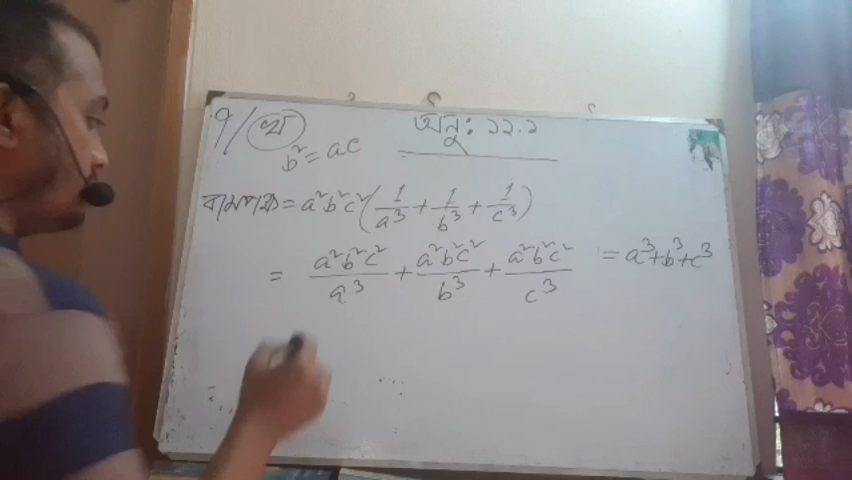 ৭/খ অনু: ১১.১
b² = ac
বামপক্ষ = a²b²c²(1/a³ + 1/b³ + 1/c³)
= a²b²c²/a³ + a²b²c²/b³ + a²b²c²/c³ = a³+b³+c³